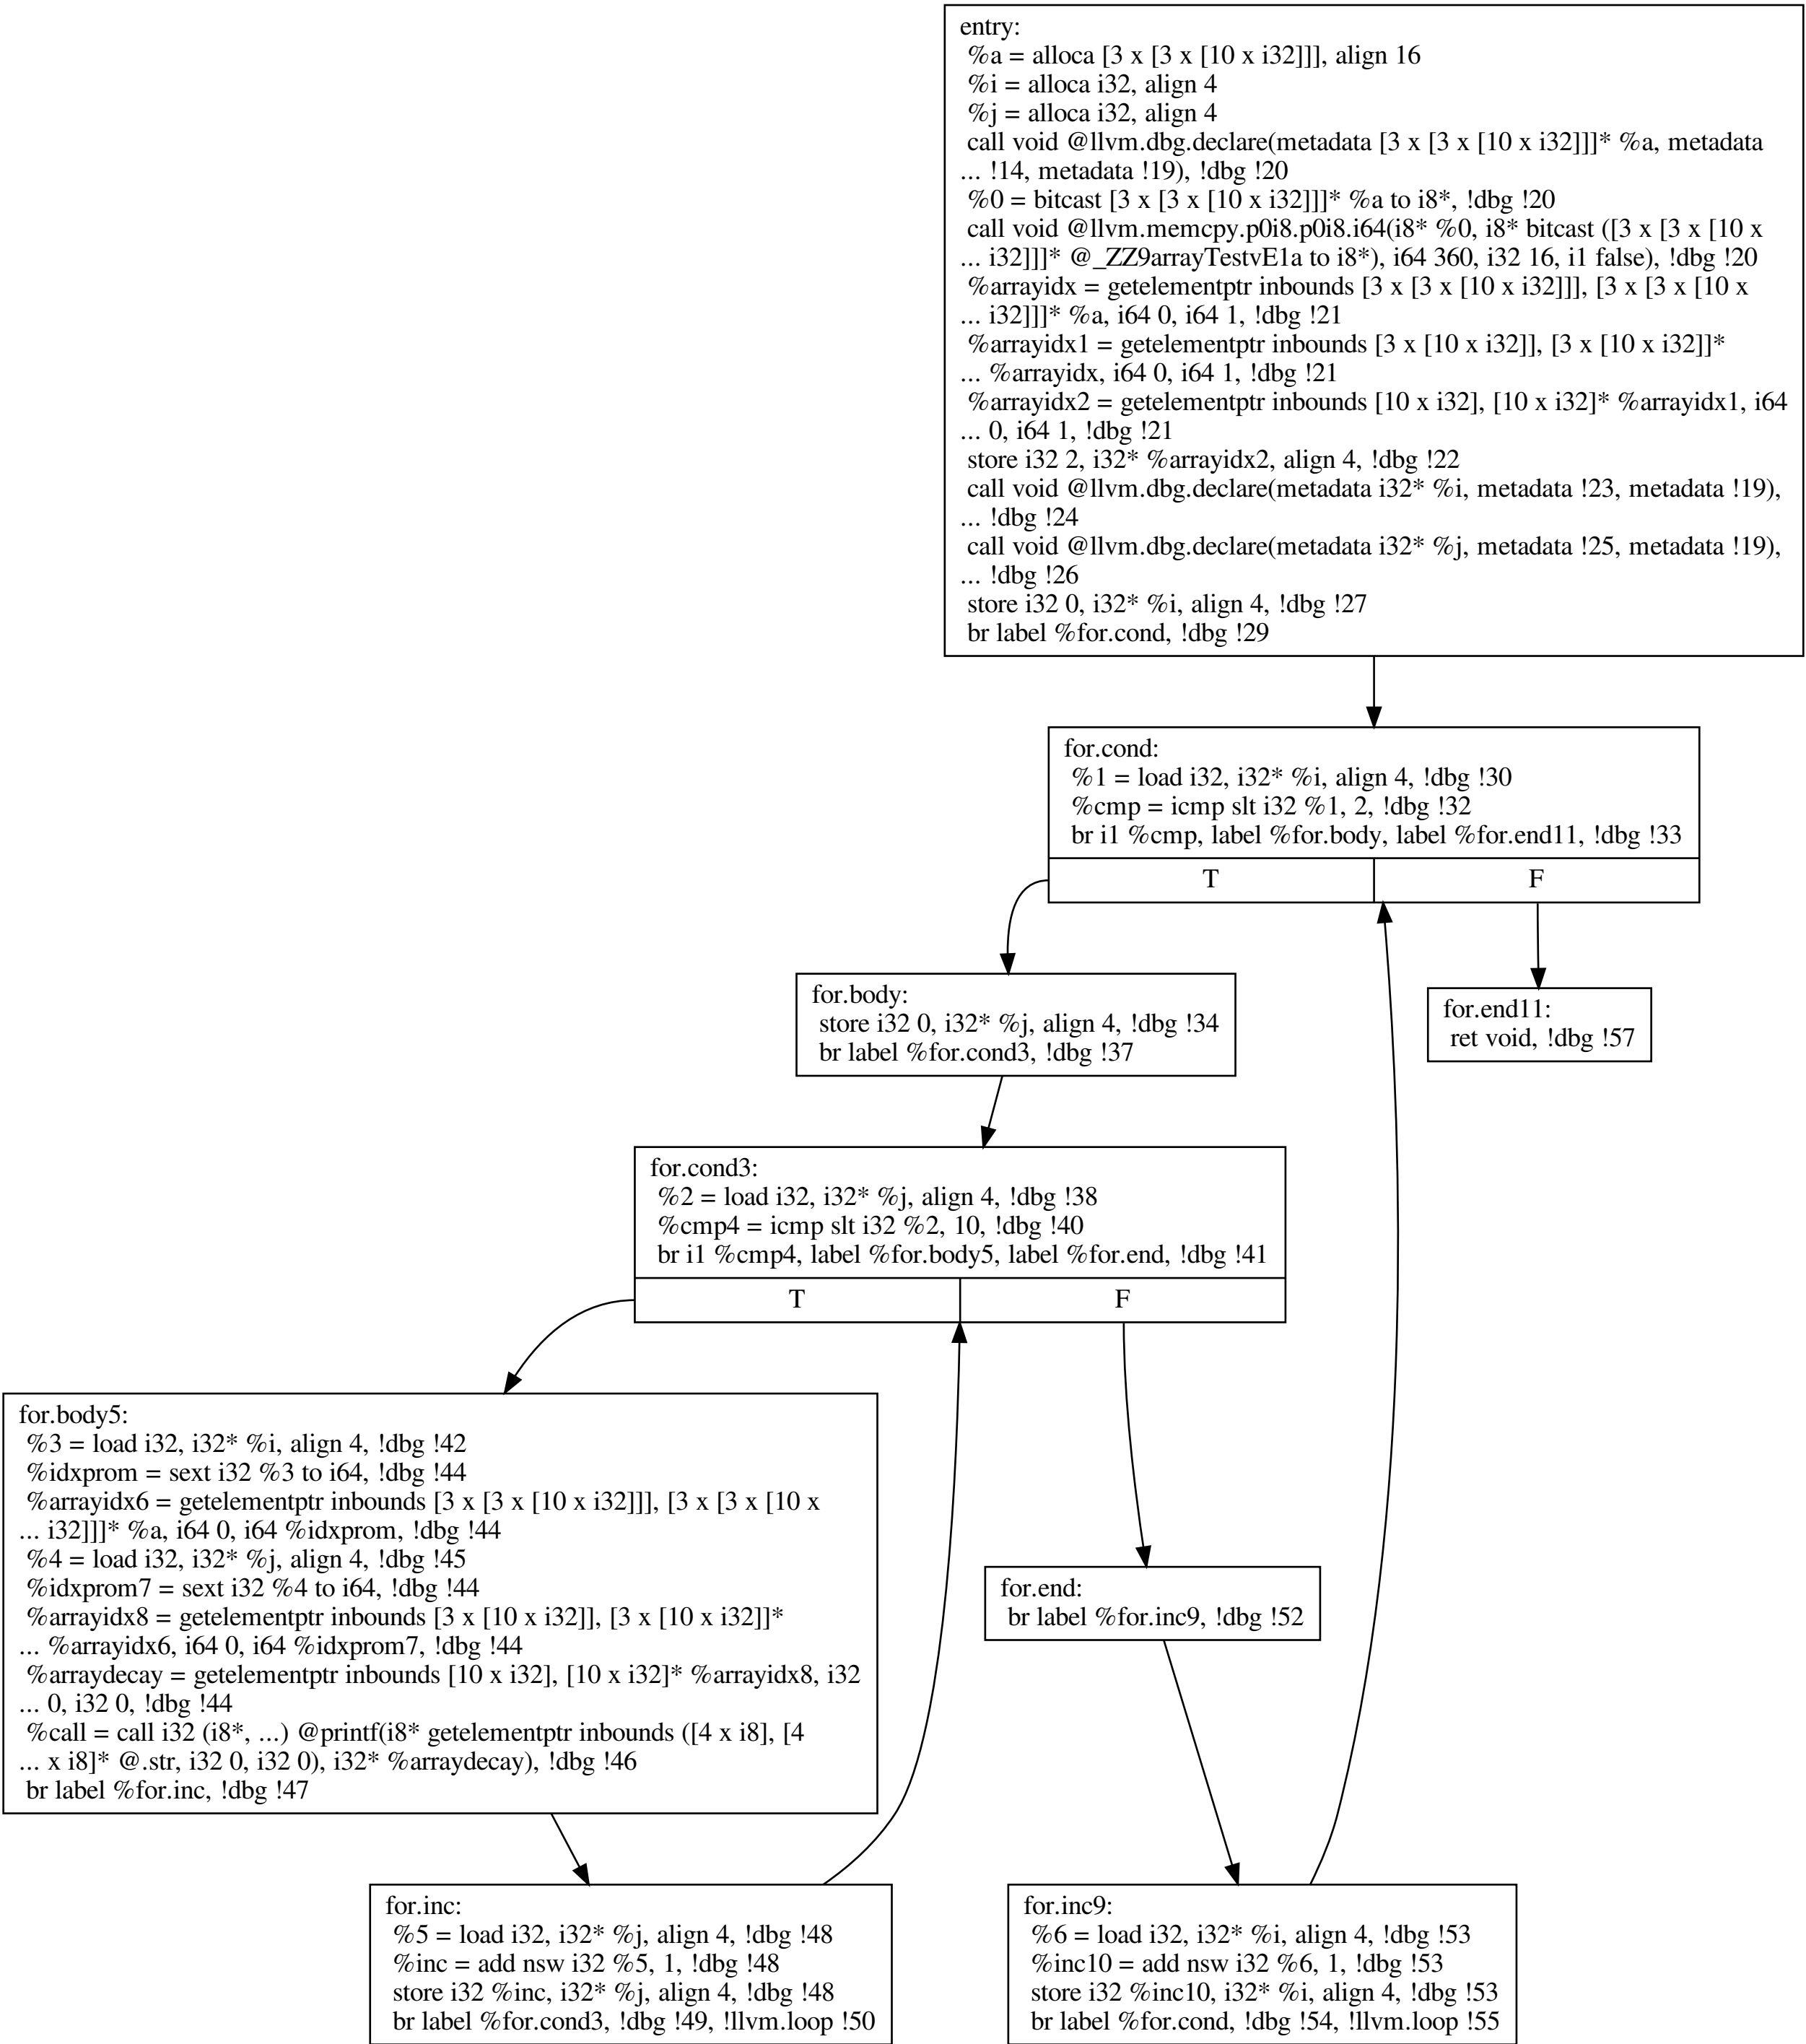 entry:
%a = alloca [3 x [3 x [10 x i32]]], align 16
%i = alloca i32, align 4
%j = alloca i32, align 4
call void @llvm.dbg.declare(metadata [3 x [3 x [10 x i32]]]* %a, metadata
... !14, metadata !19), !dbg !20
%0 = bitcast [3 x [3 x [10 x i32]]]* %a to i8*, !dbg !20
call void @llvm.memcpy.p0i8.p0i8.i64(i8* %0, i8* bitcast ([3 x [3 x [10 x
... i32]]]* @_ZZ9arrayTestvE1a to i8*), i64 360, i32 16, i1 false), !dbg !20
%arrayidx = getelementptr inbounds [3 x [3 x [10 x i32]]], [3 x [3 x [10 x
... i32]]]* %a, i64 0, i64 1, !dbg !21
%arrayidx1 = getelementptr inbounds [3 x [10 x i32]], [3 x [10 x i32]]*
... %arrayidx, i64 0, i64 1, !dbg !21
%arrayidx2 = getelementptr inbounds [10 x i32], [10 x i32]* %arrayidx1, i64
... 0, i64 1, !dbg !21
store i32 2, i32* %arrayidx2, align 4, !dbg !22
call void @llvm.dbg.declare(metadata i32* %i, metadata !23, metadata !19),
... !dbg !24
call void @llvm.dbg.declare(metadata i32* %j, metadata !25, metadata !19),
... !dbg !26
store i32 0, i32* %i, align 4, !dbg !27
br label %for.cond, !dbg !29
for.cond:
%1 = load i32, i32* %i, align 4, !dbg !30
%cmp = icmp slt i32 %1, 2, !dbg !32
br i1 %cmp, label %for.body, label %for.end11, !dbg !33
T
F
for.body:
store i32 0, i32* %j, align 4, !dbg !34
br label %for.cond3, !dbg !37
for.end11:
ret void, !dbg !57
for.cond3:
%2 = load i32, i32* %j, align 4, !dbg !38
%cmp4 = icmp slt i32 %2, 10, !dbg !40
br i1 %cmp4, label %for.body5, label %for.end, !dbg !41
T
F
for.body5:
%3 = load i32, i32* %i, align 4, !dbg !42
%idxprom = sext i32 %3 to i64, !dbg !44
%arrayidx6 = getelementptr inbounds [3 x [3 x [10 x i32]]], [3 x [3 x [10 x
... i32]]]* %a, i64 0, i64 %idxprom, !dbg !44
%4 = load i32, i32* %j, align 4, !dbg !45
%idxprom7 = sext i32 %4 to i64, !dbg !44
%arrayidx8 = getelementptr inbounds [3 x [10 x i32]], [3 x [10 x i32]]*
... %arrayidx6, i64 0, i64 %idxprom7, !dbg !44
%arraydecay = getelementptr inbounds [10 x i32], [10 x i32]* %arrayidx8, i32
... 0, i32 0, !dbg !44
%call = call i32 (i8*, ...) @printf(i8* getelementptr inbounds ([4 x i8], [4
... x i8]* @.str, i32 0, i32 0), i32* %arraydecay), !dbg !46
br label %for.inc, !dbg !47
for.end:
br label %for.inc9, !dbg !52
for.inc:
%5 = load i32, i32* %j, align 4, !dbg !48
%inc = add nsw i32 %5, 1, !dbg !48
store i32 %inc, i32* %j, align 4, !dbg !48
br label %for.cond3, !dbg !49, !llvm.loop !50
for.inc9:
%6 = load i32, i32* %i, align 4, !dbg !53
%inc10 = add nsw i32 %6, 1, !dbg !53
store i32 %inc10, i32* %i, align 4, !dbg !53
br label %for.cond, !dbg !54, !llvm.loop !55